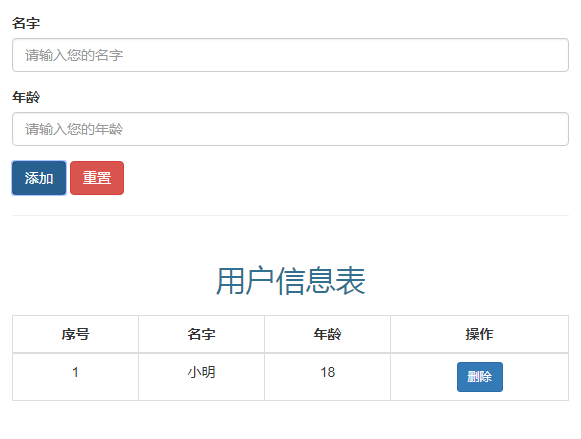 名字
请输入您的名字
年龄
请输入您的年龄
添加 重置
用户信息表
序号 名字 年龄 操作
1 小明 18 删除